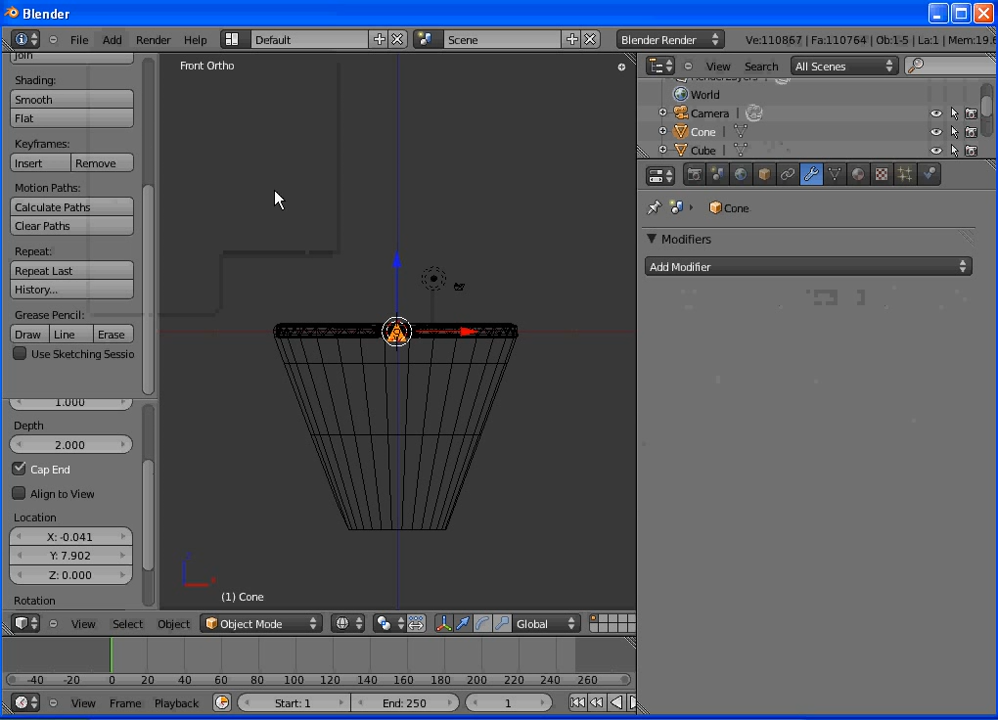 Blender
File Add Render Help Default Scene Blender Render Ve:110867 | Fa:110764 | Ob:1-5 | La:1 | Mem:19.6
Join
Shading:
Smooth
Flat
Keyframes:
Insert Remove
Motion Paths:
Calculate Paths
Clear Paths
Repeat:
Repeat Last
History...
Grease Pencil:
Draw Line Erase
Use Sketching Sessio
1.000
Depth
2.000
Cap End
Align to View
Location
X: -0.041
Y: 7.902
Z: 0.000
Rotation
Front Ortho
(1) Cone
View Select Object Object Mode Global
View Search All Scenes
RenderLayers
World
Camera
Cone
Cube
Cone
Modifiers
Add Modifier
-40 -20 0 20 40 60 80 100 120 140 160 180 200 220 240 260
View Frame Playback Start: 1 End: 250 1